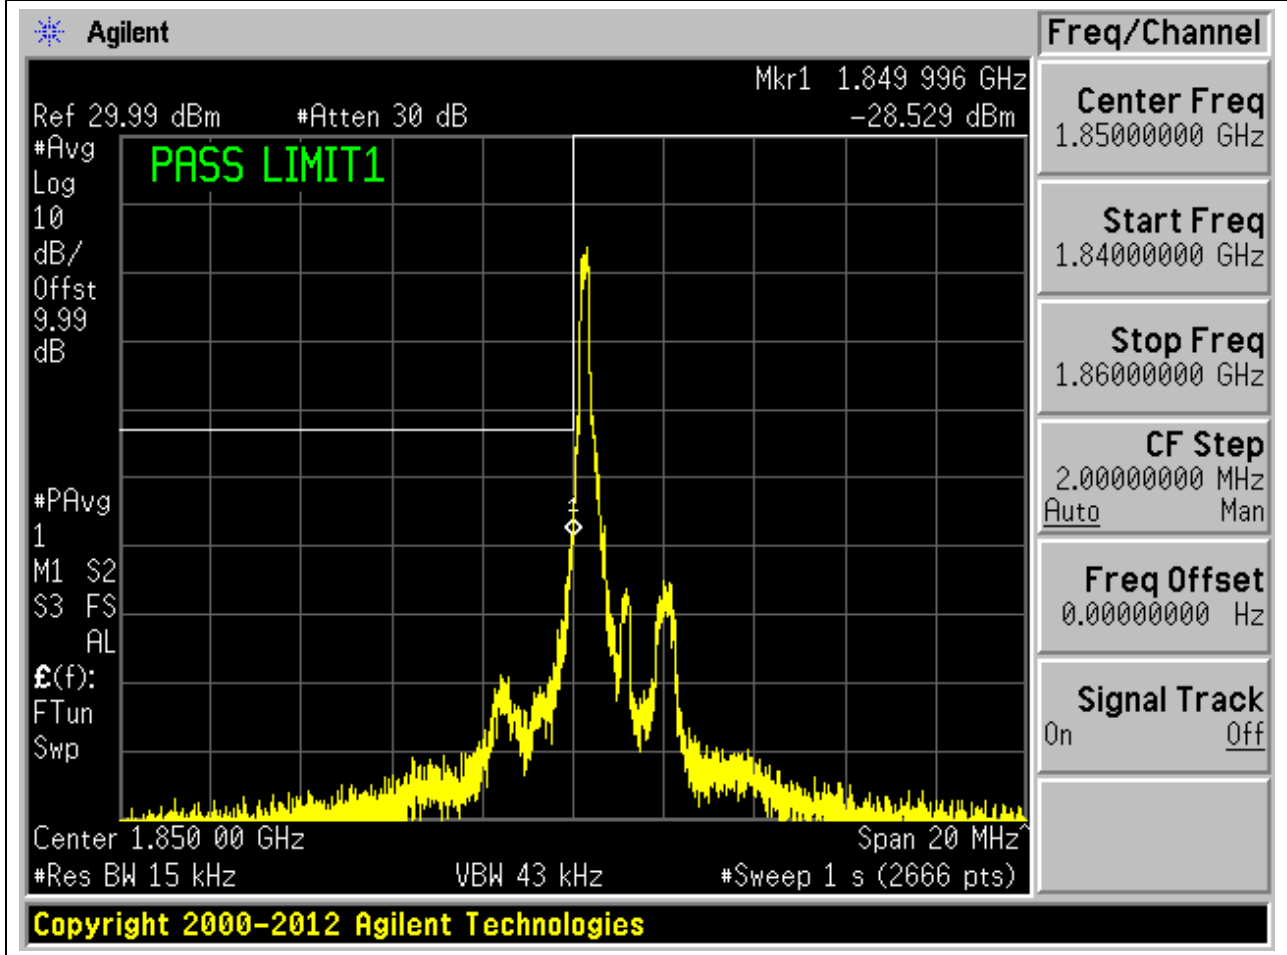 Agilent
Freq/Channel
Mkr1 1.849 996 GHz
Ref 29.99 dBm #Atten 30 dB -28.529 dBm
#Avg
Log
10
dB/
Offst
9.99
dB
PASS LIMIT1
1
#PAvg
1
M1 S2
S3 FS
AL
£(f):
FTun
Swp
Center 1.850 00 GHz Span 20 MHz^
#Res BW 15 kHz VBW 43 kHz #Sweep 1 s (2666 pts)
Copyright 2000-2012 Agilent Technologies
Center Freq
1.85000000 GHz
Start Freq
1.84000000 GHz
Stop Freq
1.86000000 GHz
CF Step
2.00000000 MHz
Auto Man
Freq Offset
0.00000000 Hz
Signal Track
On Off